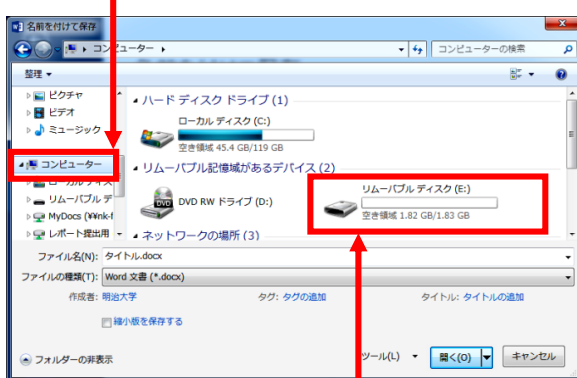 名前を付けて保存
コンピューター
コンピューターの検索
整理
ピクチャ
ビデオ
ミュージック
コンピューター
リムーバブル デ
MyDocs (¥¥nk-f
レポート提出用
ハード ディスク ドライブ (1)
ローカル ディスク (C:)
空き領域 45.4 GB/119 GB
リムーバブル記憶域があるデバイス (2)
DVD RW ドライブ (D:)
リムーバブル ディスク (E:)
空き領域 1.82 GB/1.83 GB
ネットワークの場所 (3)
ファイル名(N): タイトル.docx
ファイルの種類(T): Word 文書 (*.docx)
作成者: 明治大学 タグ: タグの追加 タイトル: タイトルの追加
縮小版を保存する
フォルダーの非表示
ツール(L) 開く(O) キャンセル